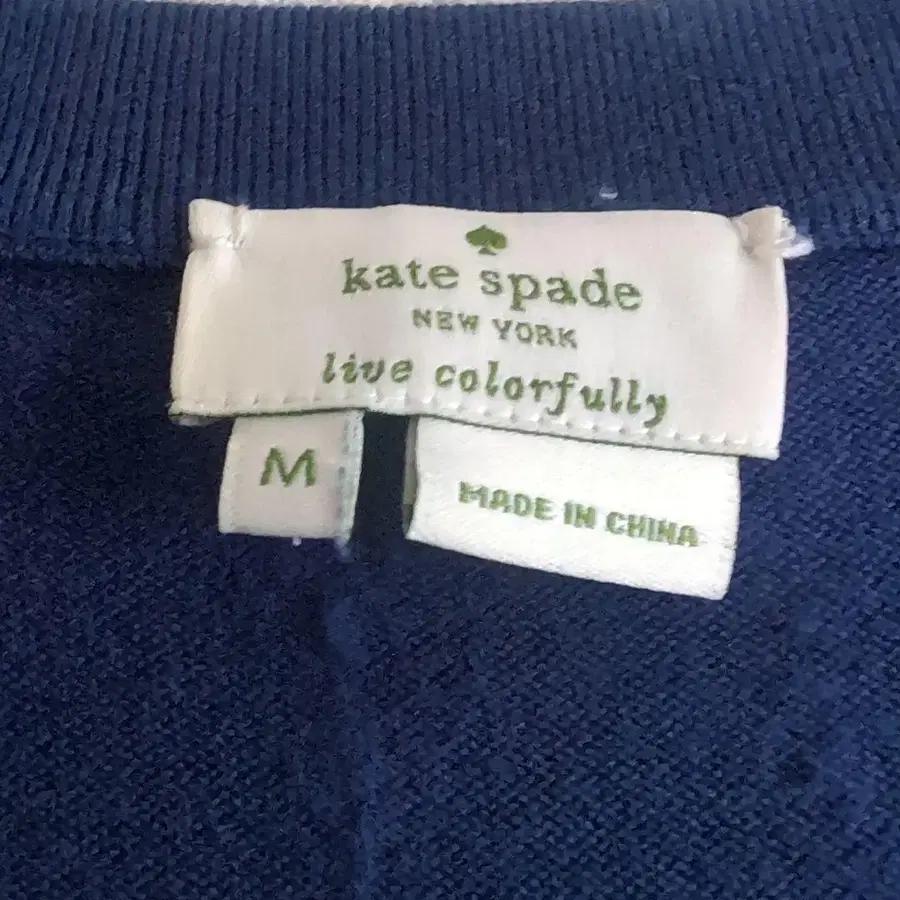 kate spade
NEW YORK
live colorfully
M
MADE IN CHINA